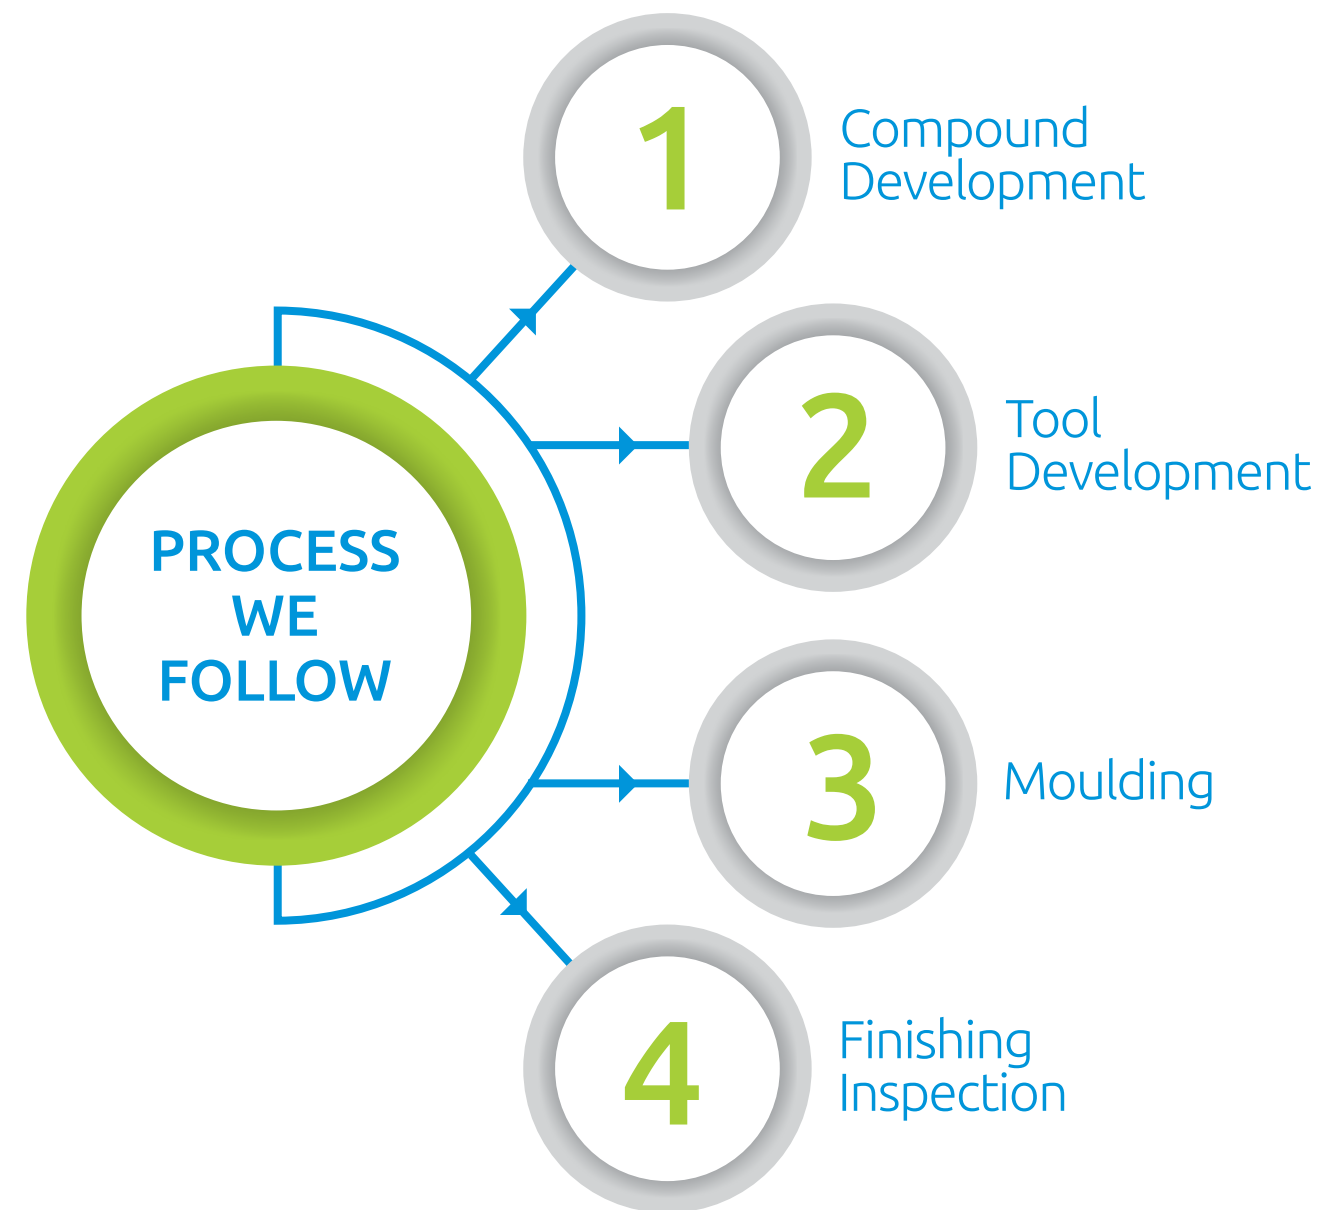 PROCESS
WE
FOLLOW
1
Compound
Development
2
Tool
Development
3
Moulding
4
Finishing
Inspection